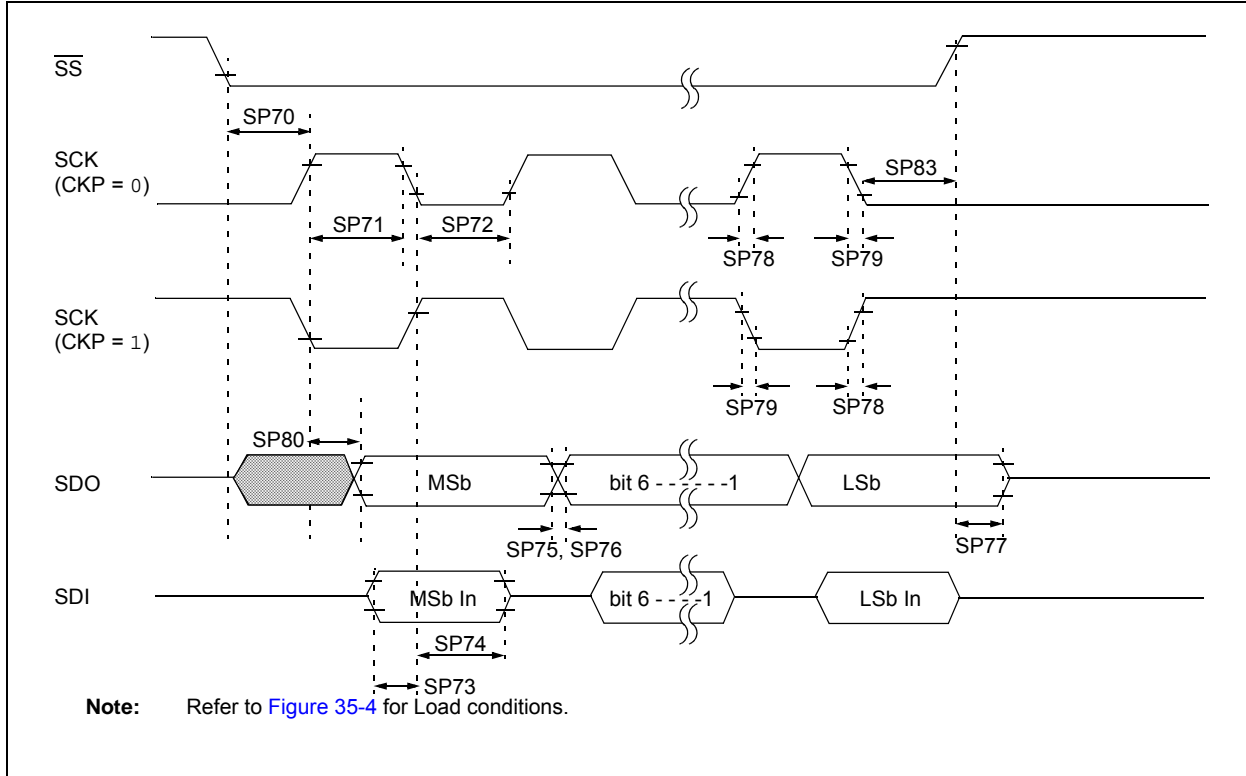 SS
SP70
SCK
(CKP = 0)
SP83
SP71
SP72
SP78
SP79
SCK
(CKP = 1)
SP79
SP78
SP80
SDO
MSb
bit 6 - - - - - -1
LSb
SP75, SP76
SP77
SDI
MSb In
bit 6 - - - -1
LSb In
SP74
SP73
Note: Refer to Figure 35-4 for Load conditions.